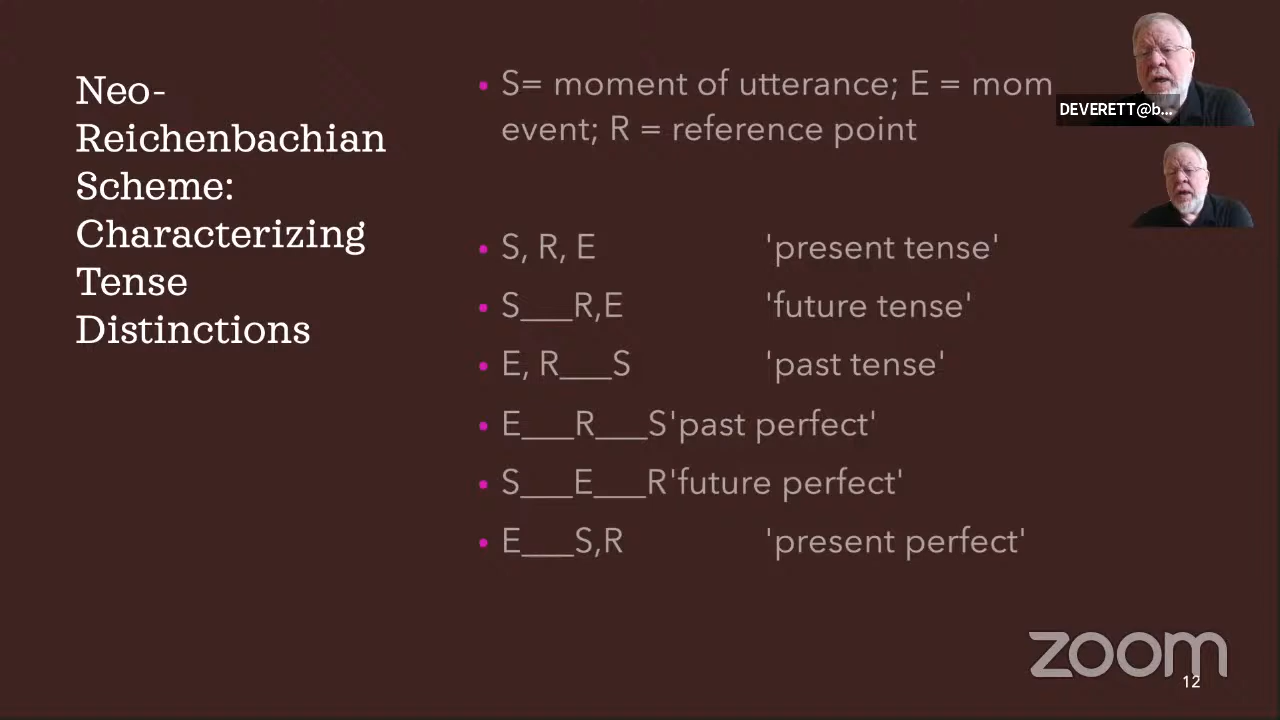 Neo-
Reichenbachian
Scheme:
Characterizing
Tense
Distinctions
• S= moment of utterance; E = mom
event; R = reference point
• S, R, E 'present tense'
• S___R,E 'future tense'
• E, R___S 'past tense'
• E___R___S'past perfect'
• S___E___R'future perfect'
• E___S,R 'present perfect'
DEVERETT@b...
zoom
12